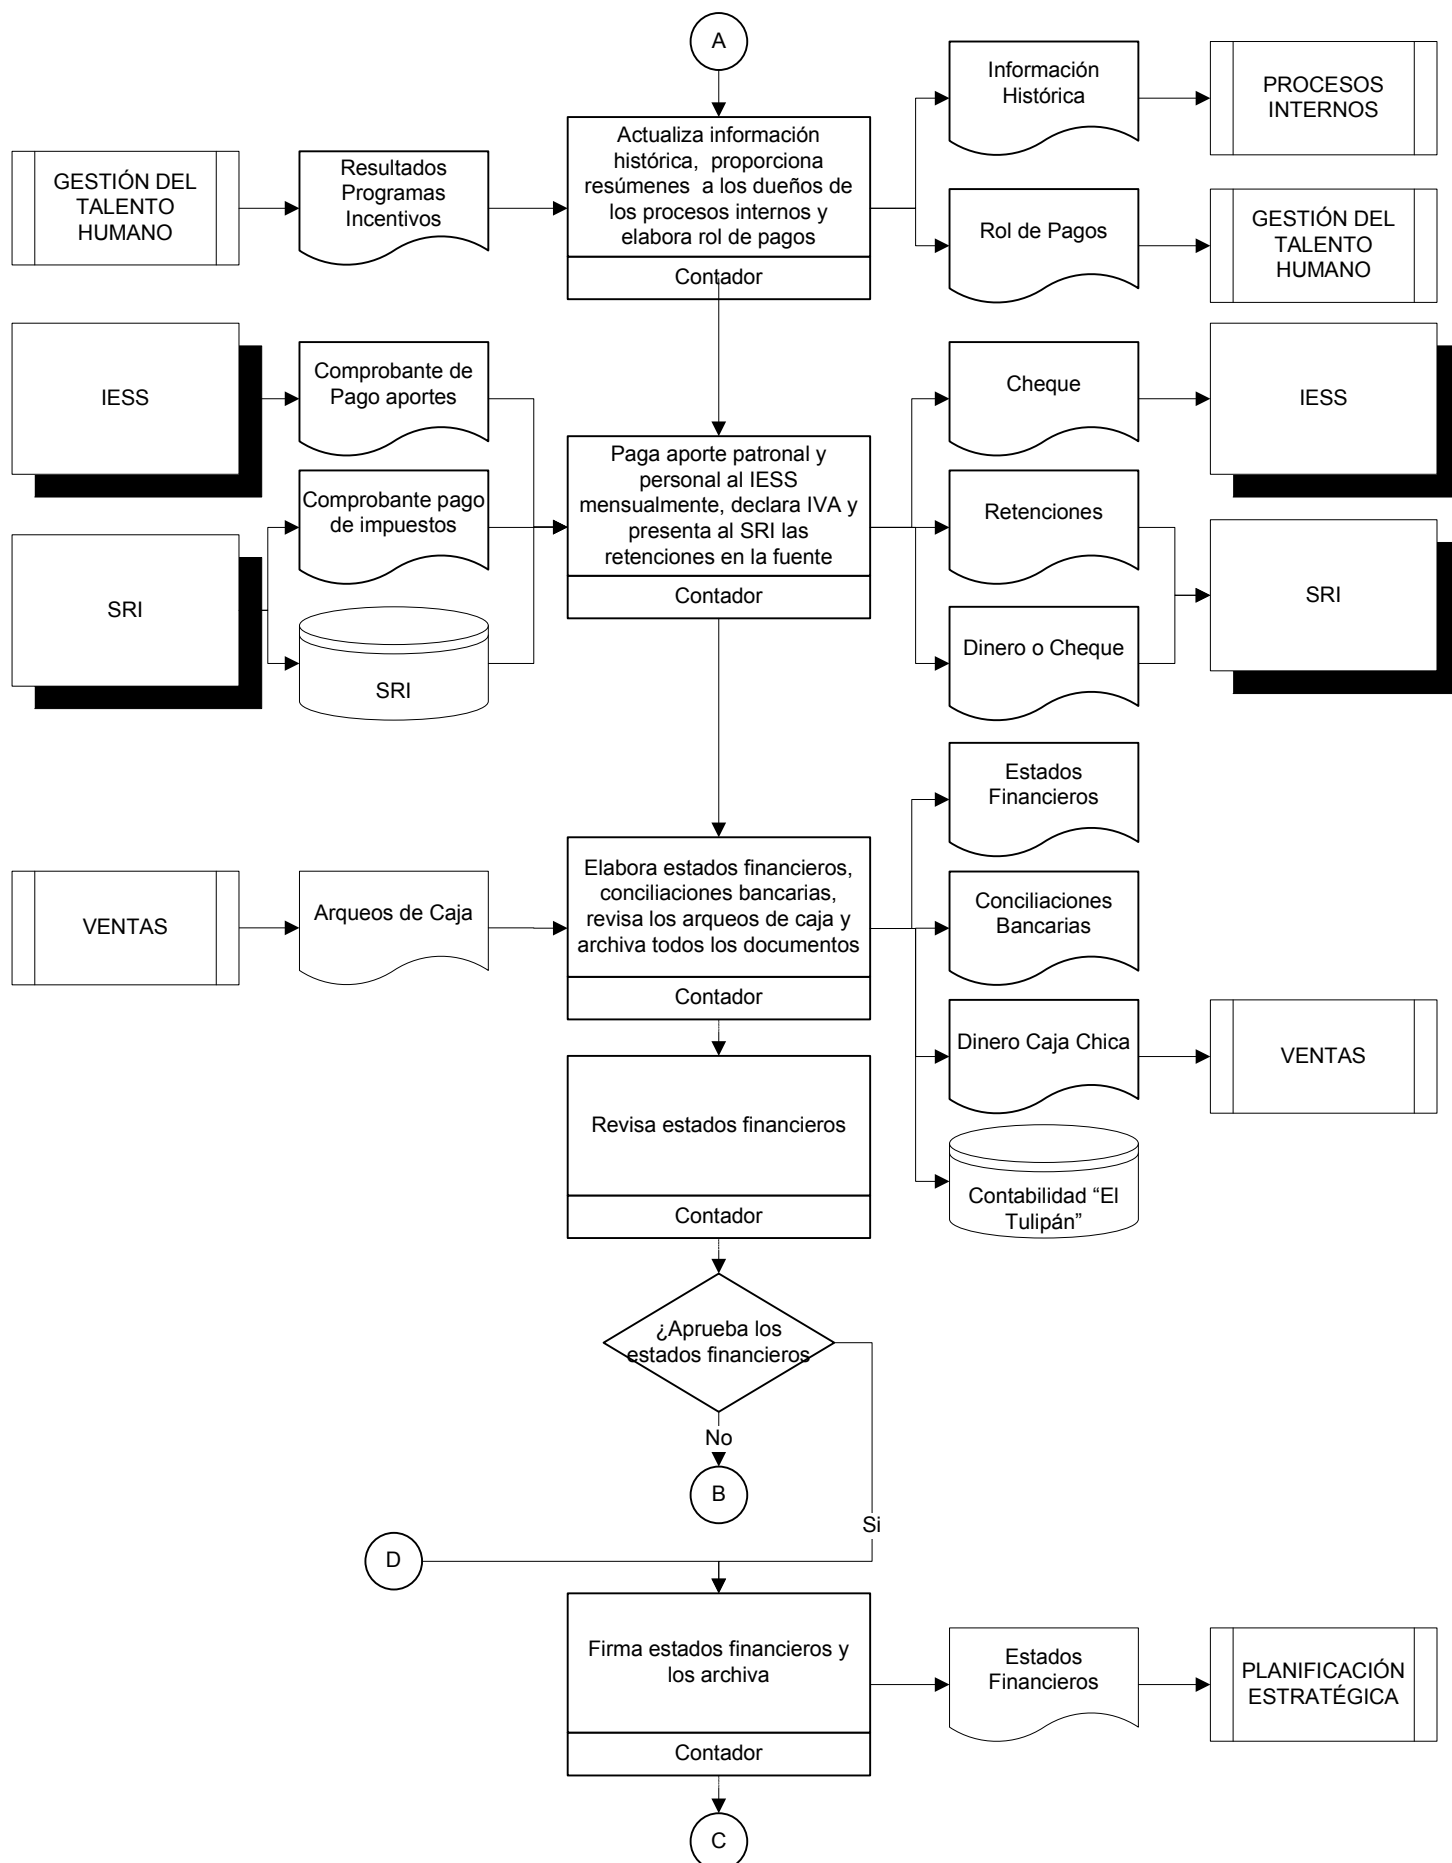 A
GESTIÓN DEL
TALENTO
HUMANO
Resultados
Programas
Incentivos
Actualiza información
histórica, proporciona
resúmenes a los dueños de
los procesos internos y
elabora rol de pagos
Contador
Información
Histórica
PROCESOS
INTERNOS
Rol de Pagos
GESTIÓN DEL
TALENTO
HUMANO
IESS
Comprobante de
Pago aportes
SRI
Comprobante pago
de impuestos
SRI
Paga aporte patronal y
personal al IESS
mensualmente, declara IVA y
presenta al SRI las
retenciones en la fuente
Contador
Cheque
IESS
Retenciones
Dinero o Cheque
SRI
VENTAS
Arqueos de Caja
Elabora estados financieros,
conciliaciones bancarias,
revisa los arqueos de caja y
archiva todos los documentos
Contador
Estados
Financieros
Conciliaciones
Bancarias
Dinero Caja Chica
VENTAS
Contabilidad “El
Tulipán”
Revisa estados financieros
Contador
¿Aprueba los
estados financieros
No
B
Si
D
Firma estados financieros y
los archiva
Contador
Estados
Financieros
PLANIFICACIÓN
ESTRATÉGICA
C